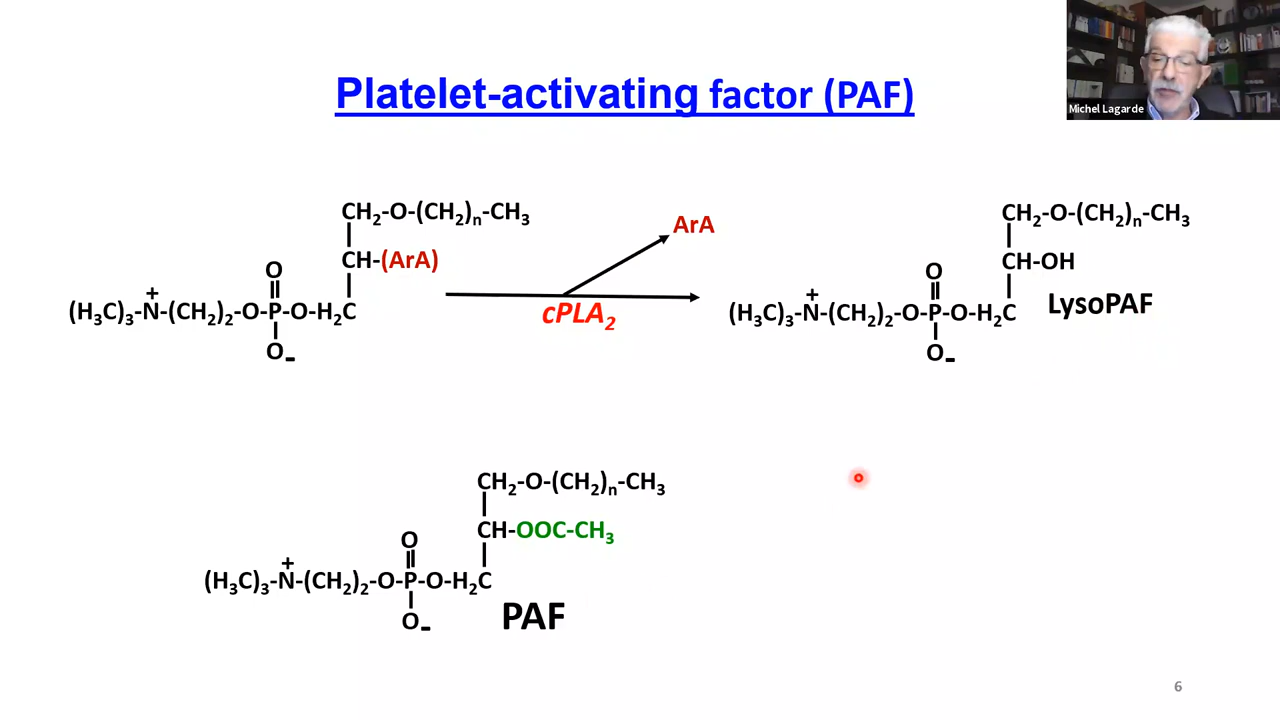 Platelet-activating factor (PAF)
Michel Lagarde
CH₂-O-(CH₂)ₙ-CH₃
CH-(ArA)
O
(H₃C)₃-N-(CH₂)₂-O-P-O-H₂C
+
O-
ArA
cPLA₂
CH₂-O-(CH₂)ₙ-CH₃
CH-OH
O
(H₃C)₃-N-(CH₂)₂-O-P-O-H₂C
+
O-
LysoPAF
CH₂-O-(CH₂)ₙ-CH₃
CH-OOC-CH₃
O
(H₃C)₃-N-(CH₂)₂-O-P-O-H₂C
+
O-
PAF
6